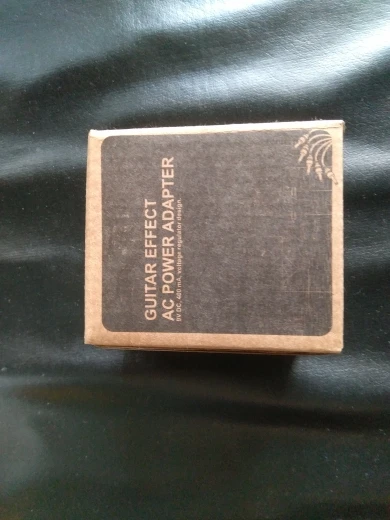 GUITAR EFFECT
AC POWER ADAPTER
9V DC, 400 mA voltage regulator design.